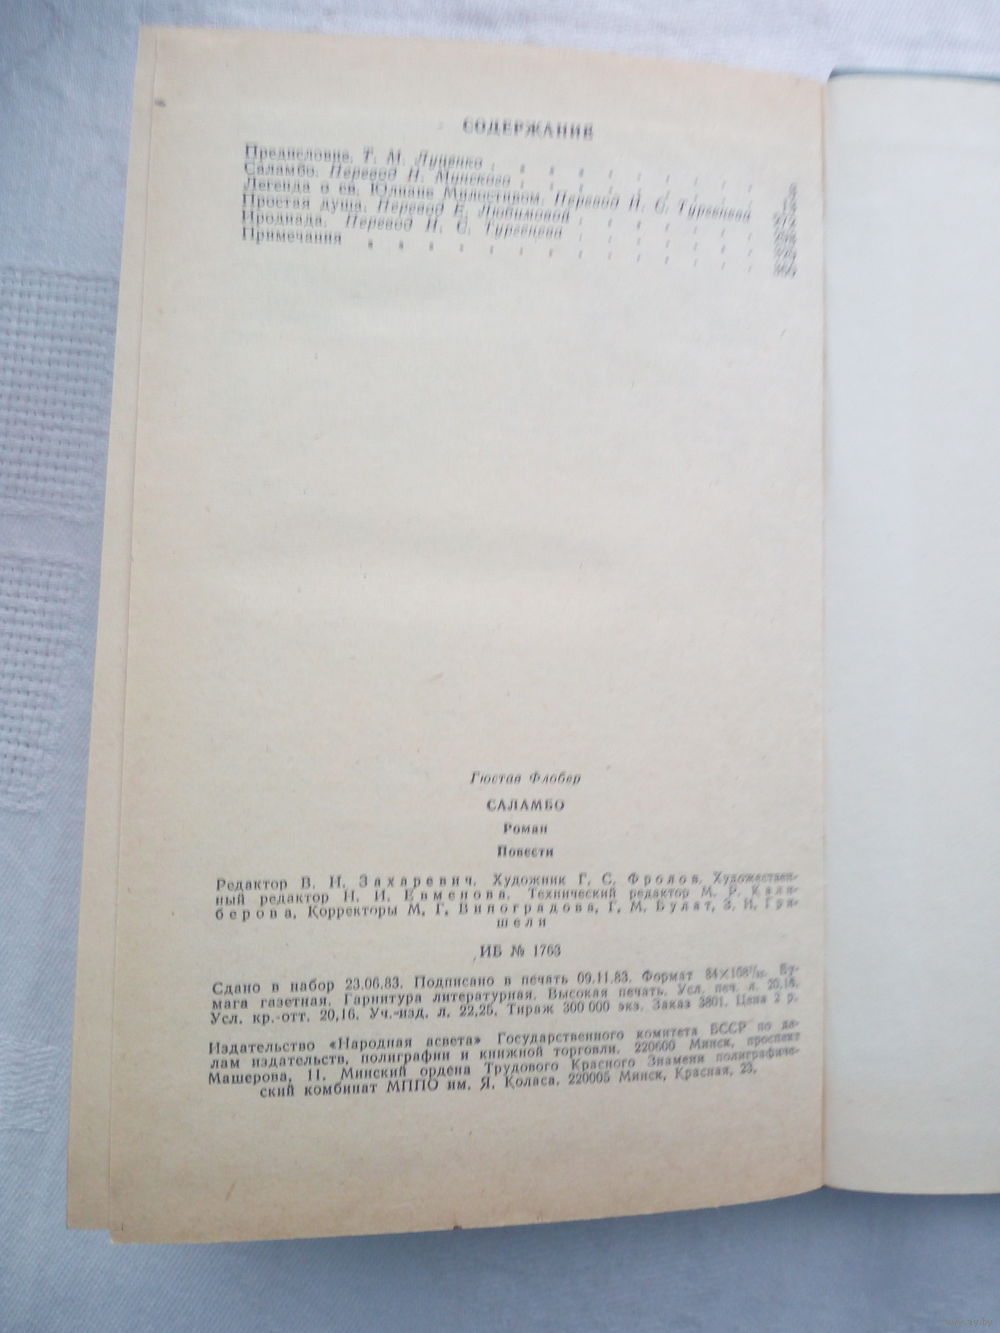 СОДЕРЖАНИЕ
Предисловие. Т. М. Луценко
Саламбо. Перевод Н. Минского
Легенда о св. Юлиане Милостивом. Перевод И. С. Тургенева
Простая душа. Перевод Е. Любимовой
Иродиада. Перевод И. С. Тургенева
Примечания
Гюстав Флобер
САЛАМБО
Роман
Повести
Редактор В. И. Захаревич. Художник Г. С. Фролов. Художествен-
ный редактор Н. И. Евменова. Технический редактор М. Р. Кали-
берова, Корректоры М. Г. Виноградова, Г. М. Булат, З. И. Гри-
шели
ИБ № 1763
Сдано в набор 23.06.83. Подписано в печать 09.11.83. Формат 84×108¹/₃₂. Бу-
мага газетная. Гарнитура литературная. Высокая печать. Усл. печ. л. 20,16.
Усл. кр.-отт. 20,16. Уч.-изд. л. 22,25. Тираж 300 000 экз. Заказ 3801. Цена 2 р.
Издательство «Народная асвета» Государственного комитета БССР по де-
лам издательств, полиграфии и книжной торговли. 220600 Минск, проспект
Машерова, 11. Минский ордена Трудового Красного Знамени полиграфиче-
ский комбинат МППО им. Я. Коласа. 220005 Минск, Красная, 23.